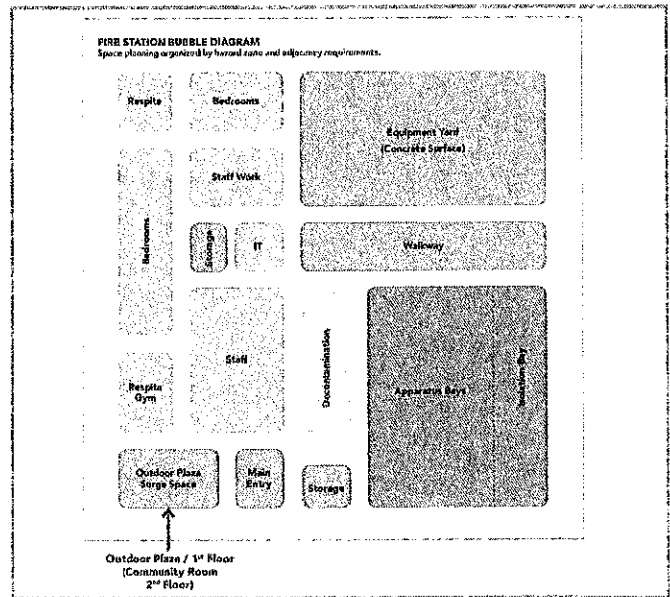 FIRE STATION BUBBLE DIAGRAM
Space planning organized by hazard zone and adjacency requirements.
Respite
Bedrooms
Equipment Yard
(Concrete Surface)
Staff Work
Bedrooms
Storage
IT
Walkway
Staff
Decontamination
Apparatus Bays
Isolation Bay
Respite
Gym
Outdoor Plaza
Surge Space
Main
Entry
Storage
Outdoor Plaza / 1st Floor
(Community Room
2nd Floor)